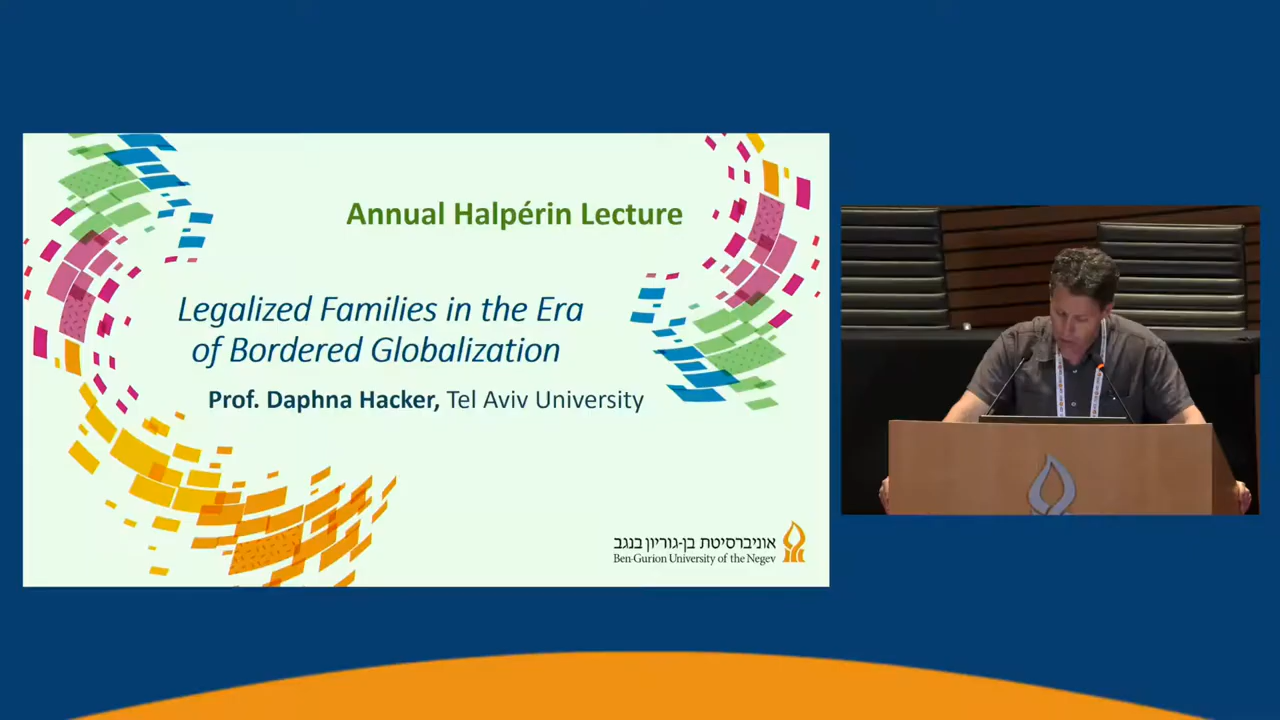 Annual Halpérin Lecture
Legalized Families in the Era
of Bordered Globalization
Prof. Daphna Hacker, Tel Aviv University
אוניברסיטת בן-גוריון בנגב
Ben-Gurion University of the Negev